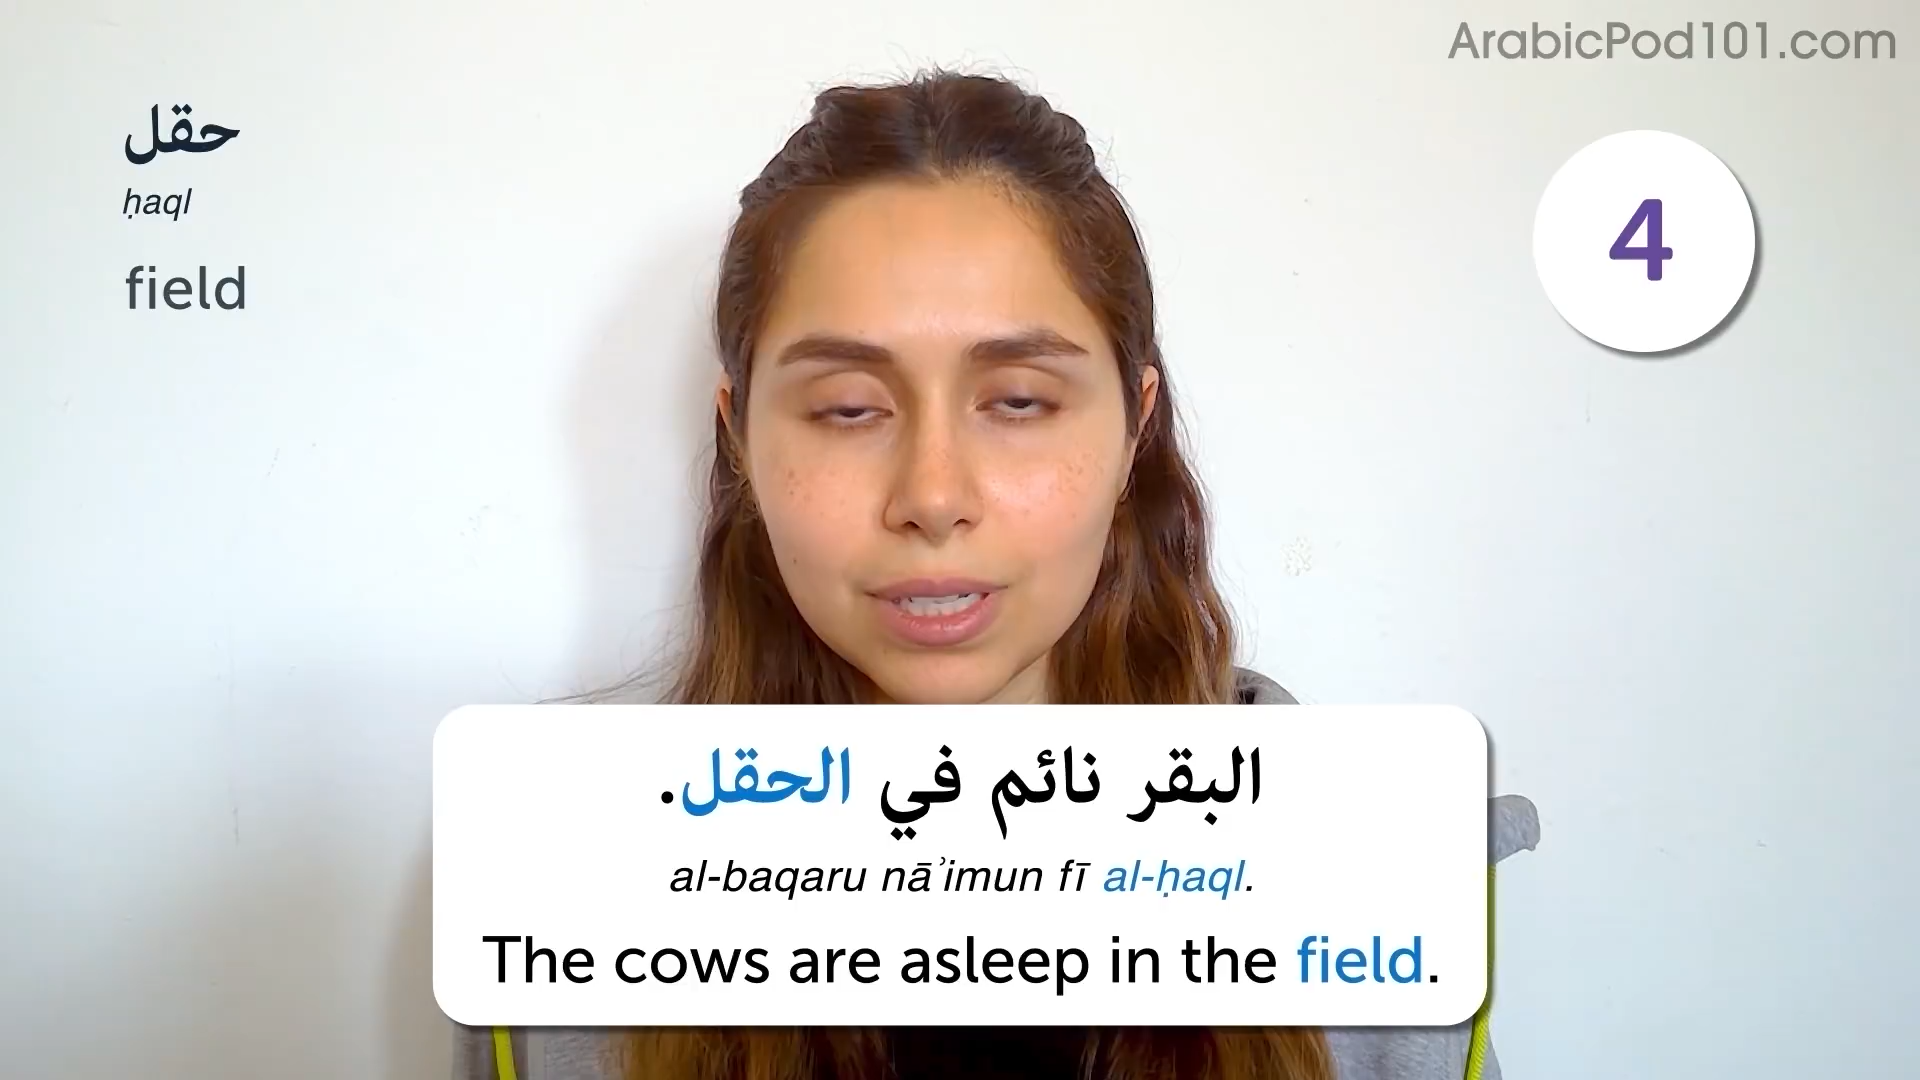 ArabicPod101.com
حقل
ḥaql
field
4
البقر نائم في الحقل.
al-baqaru nāʾimun fī al-ḥaql.
The cows are asleep in the field.